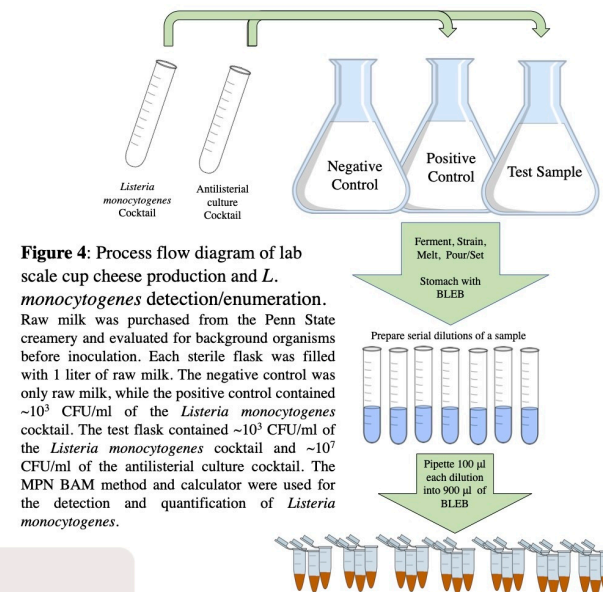 Listeria
monocytogenes
Cocktail
Antilisterial
culture
Cocktail
Negative
Control
Positive
Control
Test Sample
Figure 4: Process flow diagram of lab
scale cup cheese production and L.
monocytogenes detection/enumeration.
Raw milk was purchased from the Penn State
creamery and evaluated for background organisms
before inoculation. Each sterile flask was filled
with 1 liter of raw milk. The negative control was
only raw milk, while the positive control contained
~10³ CFU/ml of the Listeria monocytogenes
cocktail. The test flask contained ~10³ CFU/ml of
the Listeria monocytogenes cocktail and ~10⁷
CFU/ml of the antilisterial culture cocktail. The
MPN BAM method and calculator were used for
the detection and quantification of Listeria
monocytogenes.
Ferment, Strain,
Melt, Pour/Set
Stomach with
BLEB
Prepare serial dilutions of a sample
Pipette 100 µl
each dilution
into 900 µl of
BLEB